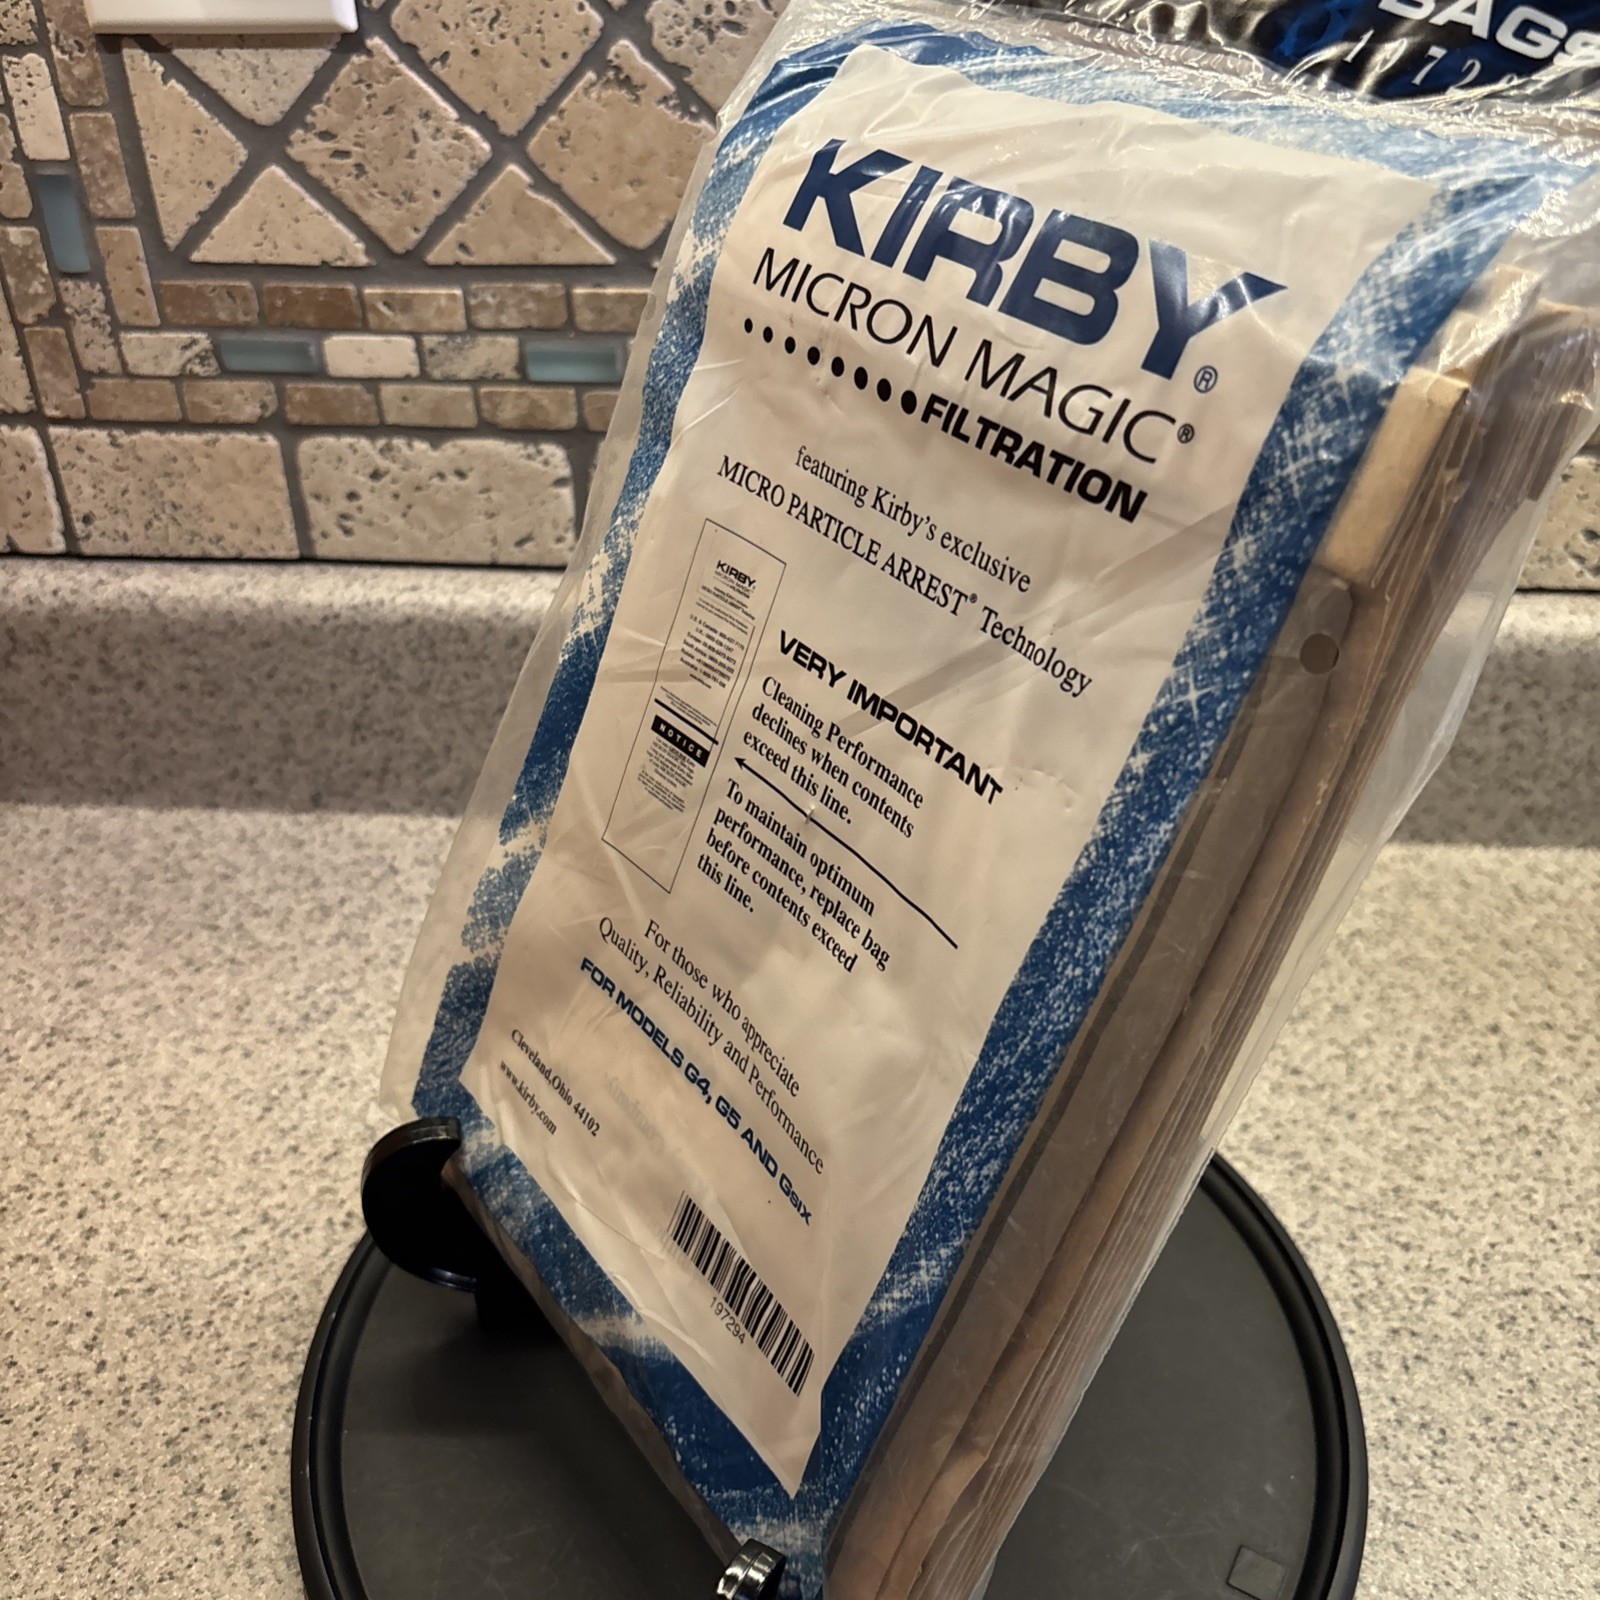 BAGS
KIRBY®
MICRON MAGIC®
FILTRATION
featuring Kirby's exclusive
MICRO PARTICLE ARREST® Technology
KIRBY
NOTICE
VERY IMPORTANT
Cleaning Performance
declines when contents
exceed this line.
To maintain optimum
performance, replace bag
before contents exceed
this line.
For those who appreciate
Quality, Reliability and Performance
FOR MODELS G4, G5 AND GSIX
Cleveland, Ohio 44102
www.kirby.com
197294